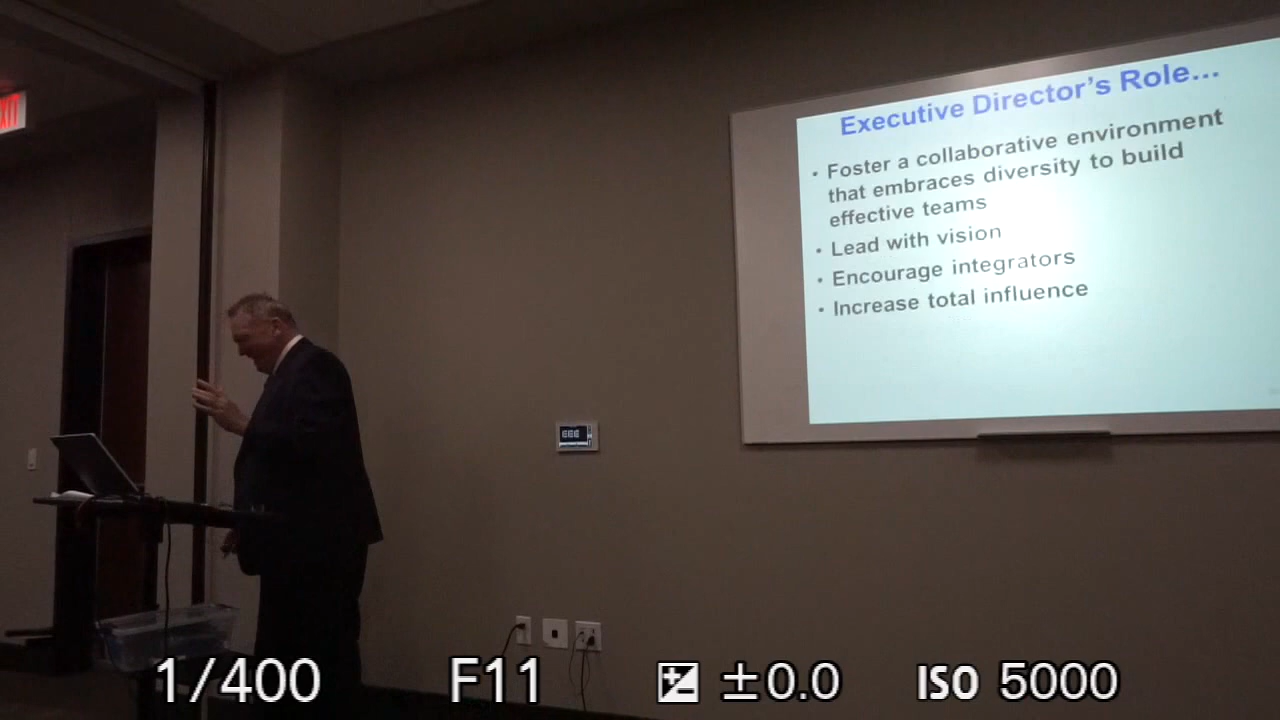 EXIT
Executive Director's Role...
• Foster a collaborative environment
that embraces diversity to build
effective teams
• Lead with vision
• Encourage integrators
• Increase total influence
1/400 F11 ±0.0 ISO 5000